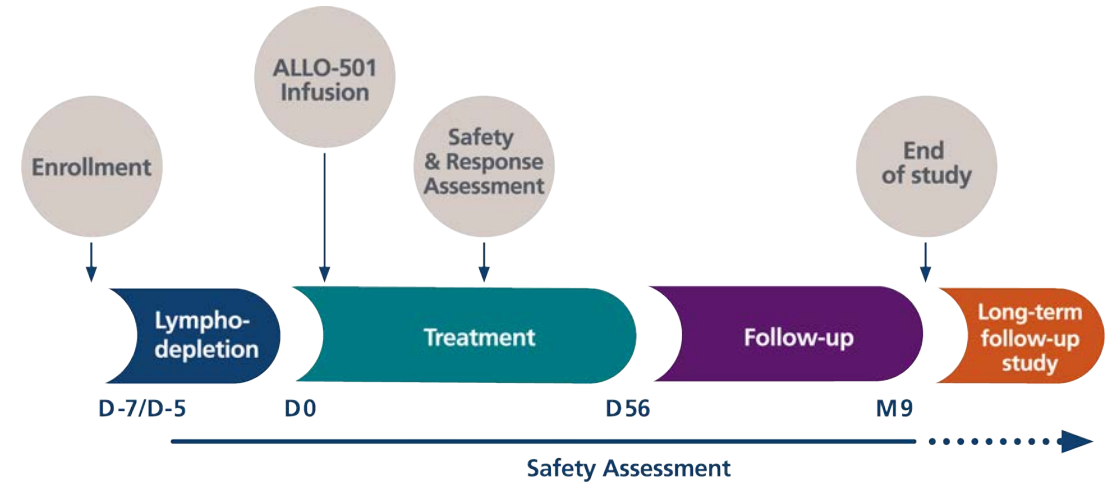 ALLO-501
Infusion
Enrollment
Safety
& Response
Assessment
End
of study
Lympho-
depletion
Treatment
Follow-up
Long-term
follow-up
study
D-7/D-5
D0
D56
M9
Safety Assessment